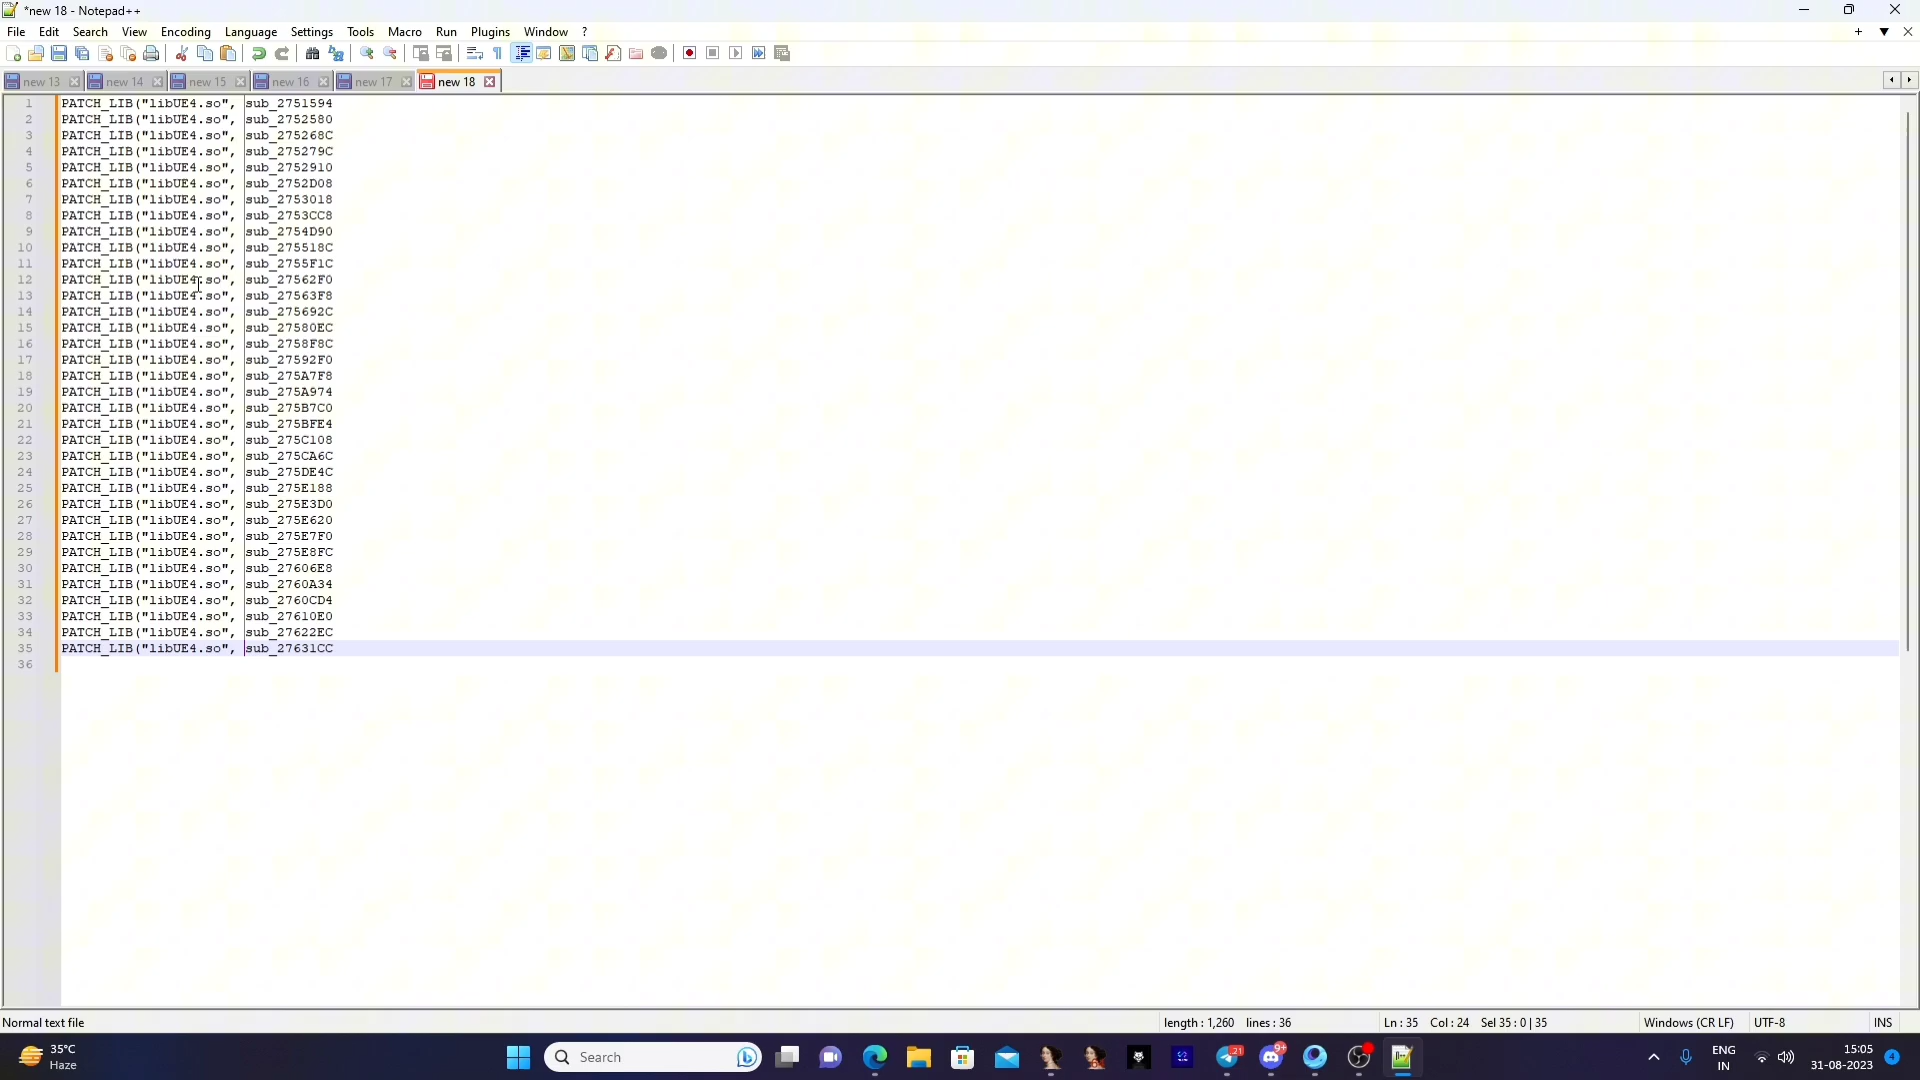 *new 18 - Notepad++
File Edit Search View Encoding Language Settings Tools Macro Run Plugins Window ?
new 13 new 14 new 15 new 16 new 17 new 18
1 PATCH_LIB("libUE4.so", sub_2751594
2 PATCH_LIB("libUE4.so", sub_2752580
3 PATCH_LIB("libUE4.so", sub_275268C
4 PATCH_LIB("libUE4.so", sub_275279C
5 PATCH_LIB("libUE4.so", sub_2752910
6 PATCH_LIB("libUE4.so", sub_2752D08
7 PATCH_LIB("libUE4.so", sub_2753018
8 PATCH_LIB("libUE4.so", sub_2753CC8
9 PATCH_LIB("libUE4.so", sub_2754D90
10 PATCH_LIB("libUE4.so", sub_275518C
11 PATCH_LIB("libUE4.so", sub_2755F1C
12 PATCH_LIB("libUE4.so", sub_27562F0
13 PATCH_LIB("libUE4.so", sub_27563F8
14 PATCH_LIB("libUE4.so", sub_275692C
15 PATCH_LIB("libUE4.so", sub_27580EC
16 PATCH_LIB("libUE4.so", sub_2758F8C
17 PATCH_LIB("libUE4.so", sub_27592F0
18 PATCH_LIB("libUE4.so", sub_275A7F8
19 PATCH_LIB("libUE4.so", sub_275A974
20 PATCH_LIB("libUE4.so", sub_275B7C0
21 PATCH_LIB("libUE4.so", sub_275BFE4
22 PATCH_LIB("libUE4.so", sub_275C108
23 PATCH_LIB("libUE4.so", sub_275CA6C
24 PATCH_LIB("libUE4.so", sub_275DE4C
25 PATCH_LIB("libUE4.so", sub_275E188
26 PATCH_LIB("libUE4.so", sub_275E3D0
27 PATCH_LIB("libUE4.so", sub_275E620
28 PATCH_LIB("libUE4.so", sub_275E7F0
29 PATCH_LIB("libUE4.so", sub_275E8FC
30 PATCH_LIB("libUE4.so", sub_27606E8
31 PATCH_LIB("libUE4.so", sub_2760A34
32 PATCH_LIB("libUE4.so", sub_2760CD4
33 PATCH_LIB("libUE4.so", sub_27610E0
34 PATCH_LIB("libUE4.so", sub_27622EC
35 PATCH_LIB("libUE4.so", sub_27631CC
36
Normal text file length : 1,260 lines : 36 Ln : 35 Col : 24 Sel 35 : 0 | 35 Windows (CR LF) UTF-8 INS
35°C
Haze
Search
21
9+
ENG
IN
15:05
31-08-2023
4